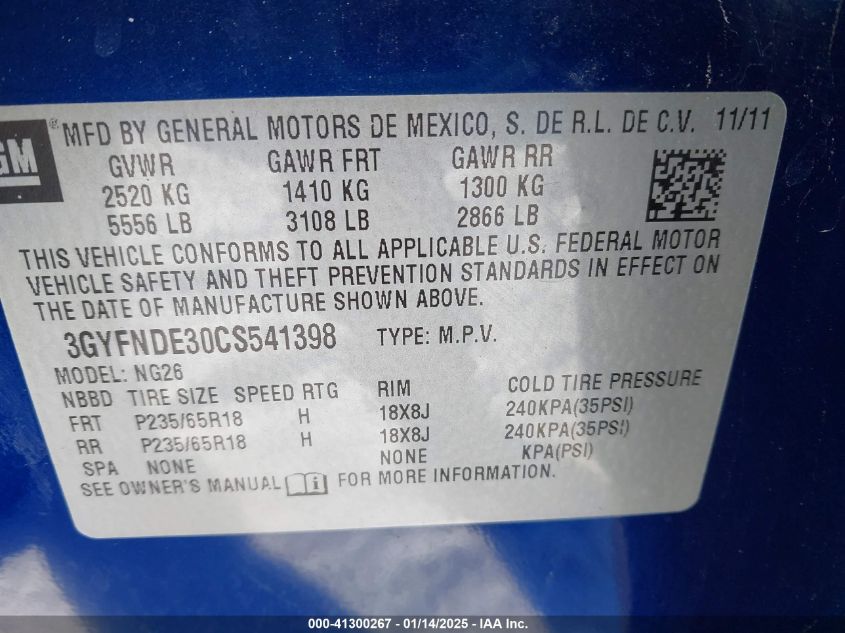 GM
® MFD BY GENERAL MOTORS DE MEXICO, S. DE R.L. DE C.V. 11/11
GVWR GAWR FRT GAWR RR
2520 KG 1410 KG 1300 KG
5556 LB 3108 LB 2866 LB
THIS VEHICLE CONFORMS TO ALL APPLICABLE U.S. FEDERAL MOTOR
VEHICLE SAFETY AND THEFT PREVENTION STANDARDS IN EFFECT ON
THE DATE OF MANUFACTURE SHOWN ABOVE.
3GYFNDE30CS541398 TYPE: M.P.V.
MODEL: NG26
NBBD TIRE SIZE SPEED RTG RIM COLD TIRE PRESSURE
FRT P235/65R18 H 18X8J 240KPA(35PSI)
RR P235/65R18 H 18X8J 240KPA(35PSI)
SPA NONE NONE KPA(PSI)
SEE OWNER'S MANUAL i FOR MORE INFORMATION.
000-41300267 - 01/14/2025 - IAA Inc.